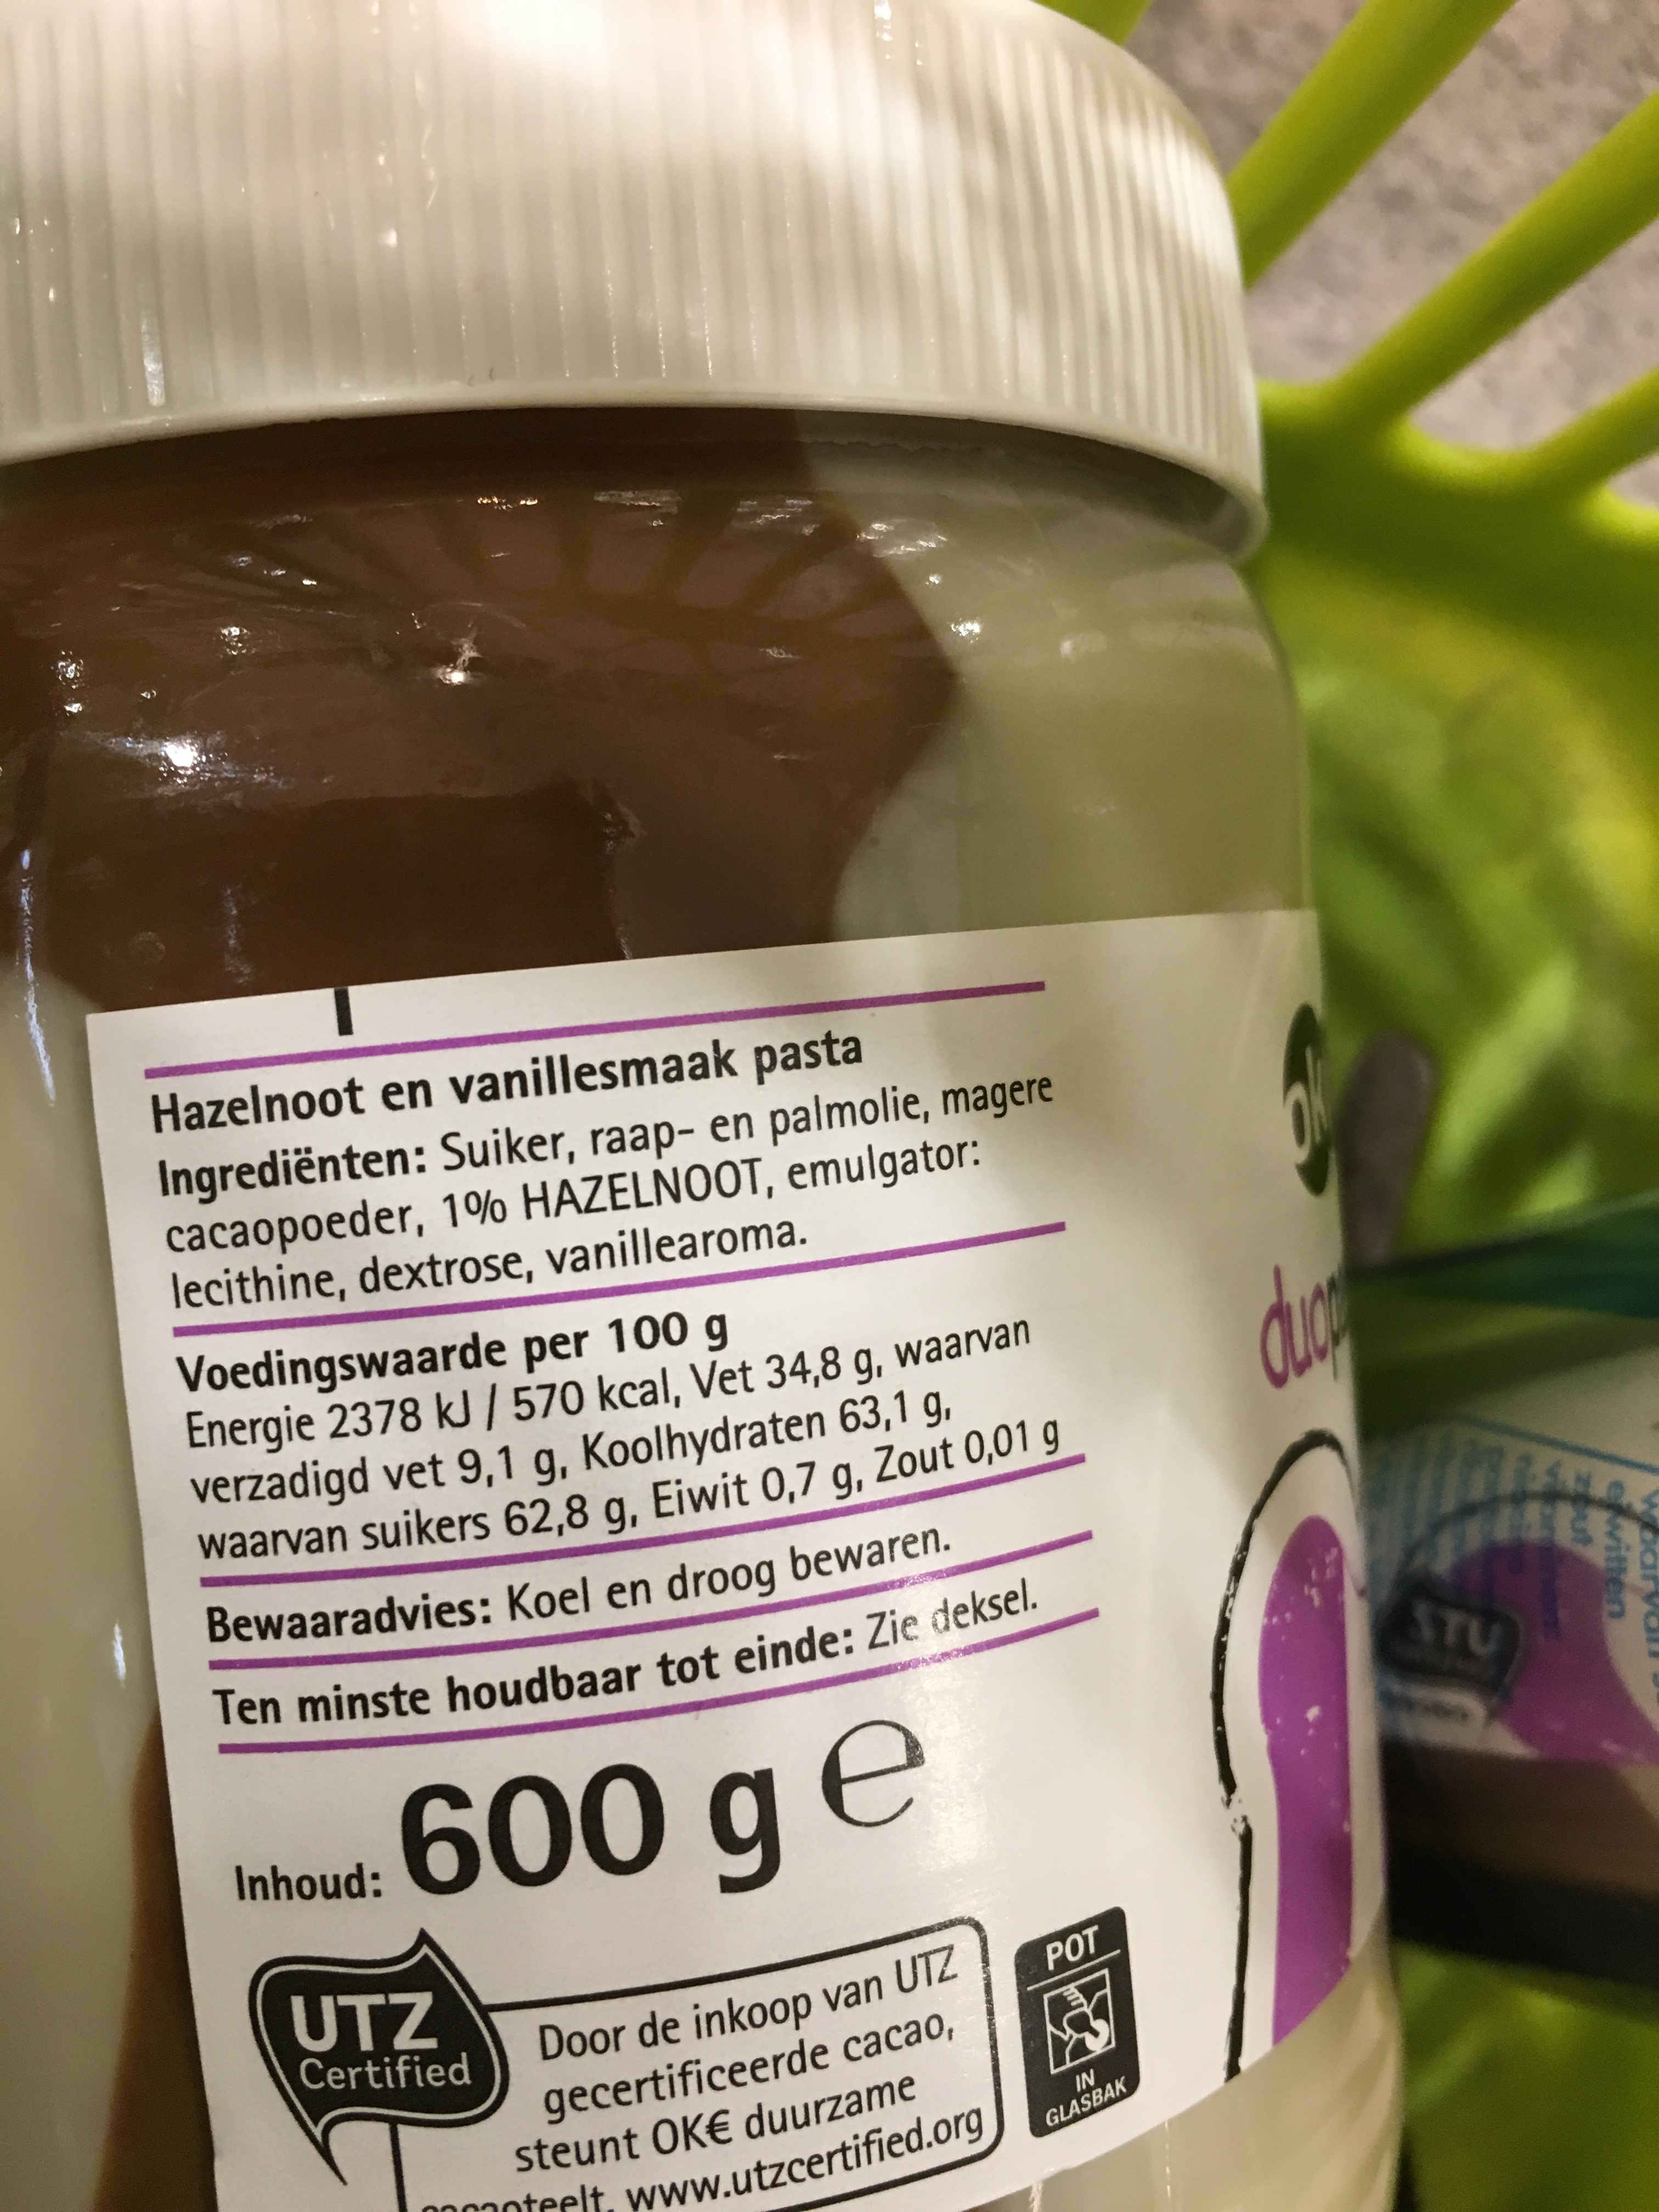 Hazelnoot en vanillesmaak pasta
Ingrediënten: Suiker, raap- en palmolie, magere
cacaopoeder, 1% HAZELNOOT, emulgator:
lecithine, dextrose, vanillearoma.
Voedingswaarde per 100 g
Energie 2378 kJ / 570 kcal, Vet 34,8 g, waarvan
verzadigd vet 9,1 g, Koolhydraten 63,1 g,
waarvan suikers 62,8 g, Eiwit 0,7 g, Zout 0,01 g
Bewaaradvies: Koel en droog bewaren.
Ten minste houdbaar tot einde: Zie deksel.
Inhoud: 600 g e
UTZ
Certified
Door de inkoop van UTZ
gecertificeerde cacao,
steunt OK€ duurzame
www.utzcertified.org
POT
IN
GLASBAK
ok
duop
zout
eiwitten